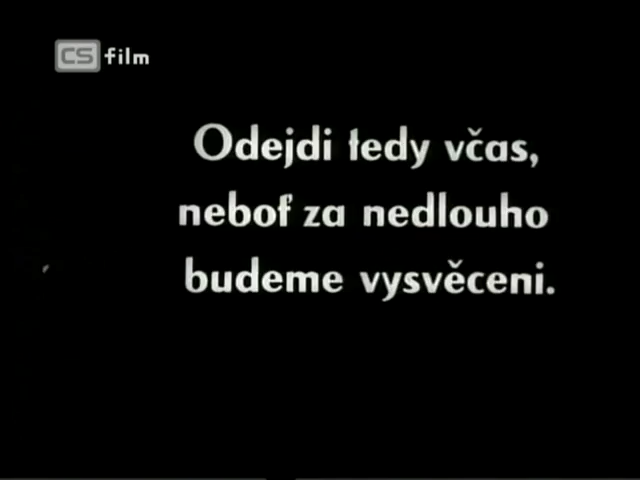 CS film
Odejdi tedy včas,
neboť za nedlouho
budeme vysvěceni.